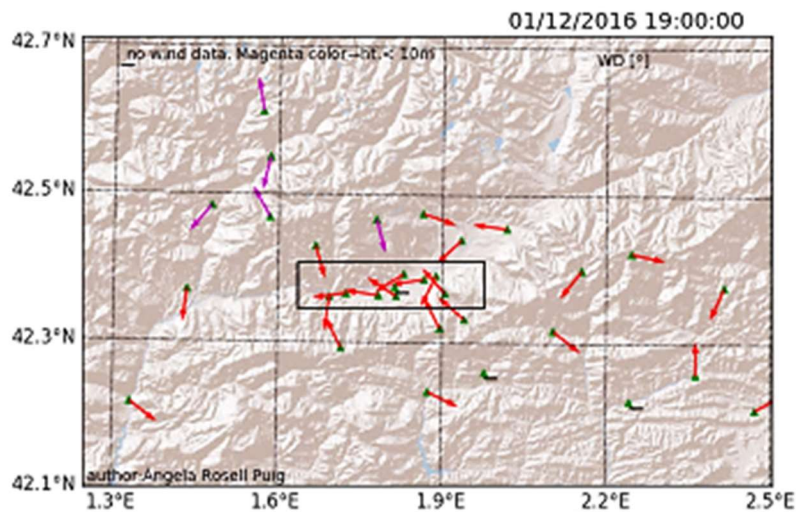 01/12/2016 19:00:00
42.7°N
no wind data. Magenta color→ht.< 10m
WD [°]
42.5°N
42.3°N
42.1°N
author:Àngela Rosell Puig
1.3°E 1.6°E 1.9°E 2.2°E 2.5°E